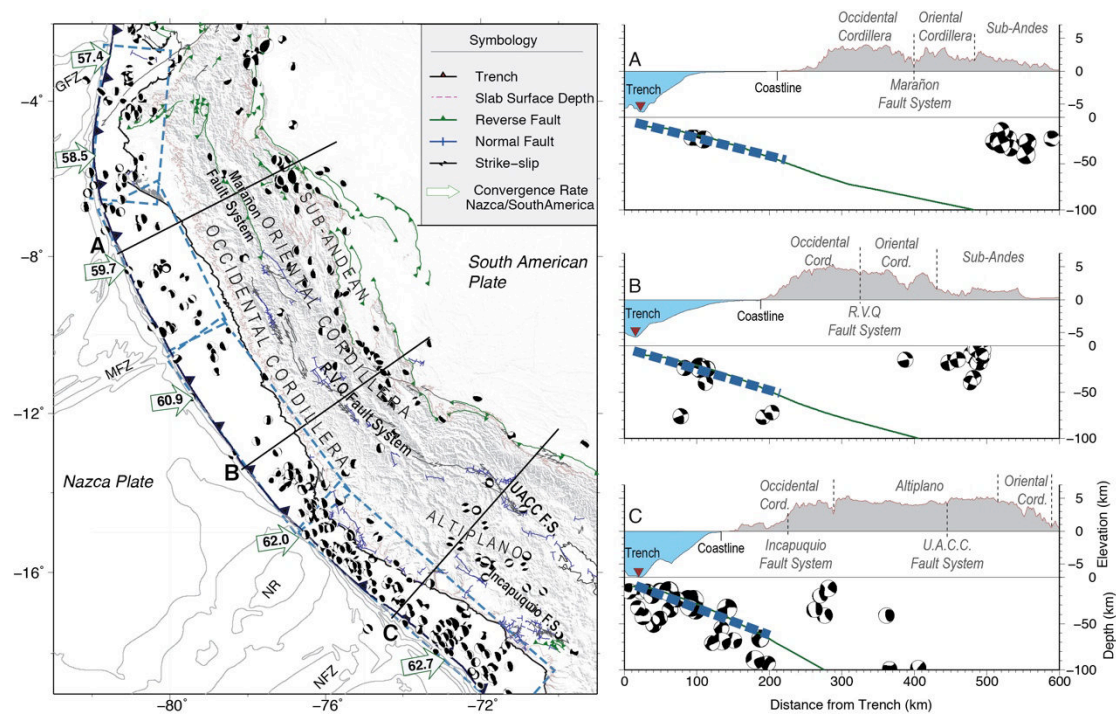 Symbology
Trench
Slab Surface Depth
Reverse Fault
Normal Fault
Strike-slip
Convergence Rate
Nazca/SouthAmerica
57.4
GFZ
-4°
58.5
Marañon
Fault System
SUB-ANDEAN
ORIENTAL CORDILLERA
OCCIDENTAL CORDILLERA
A
-8°
59.7
South American
Plate
MFZ
60.9
R.V.Q Fault System
-12°
B
Nazca Plate
UACC F.S.
ALTIPLANO
62.0
Incapuquio F.S.
-16°
NR
C
62.7
NFZ
-80°
-76°
-72°
A
Occidental
Cordillera
Oriental
Cordillera
Sub-Andes
5
0
-5
Trench
Coastline
Marañon
Fault System
0
-50
-100
B
Occidental
Cord.
Oriental
Cord.
Sub-Andes
5
0
-5
Trench
Coastline
R.V.Q
Fault System
0
-50
-100
C
Occidental
Cord.
Altiplano
Oriental
Cord.
5
0
-5
Elevation (km)
Trench
Coastline
Incapuquio
Fault System
U.A.C.C.
Fault System
0
-50
-100
Depth (km)
0
100
200
300
400
500
600
Distance from Trench (km)